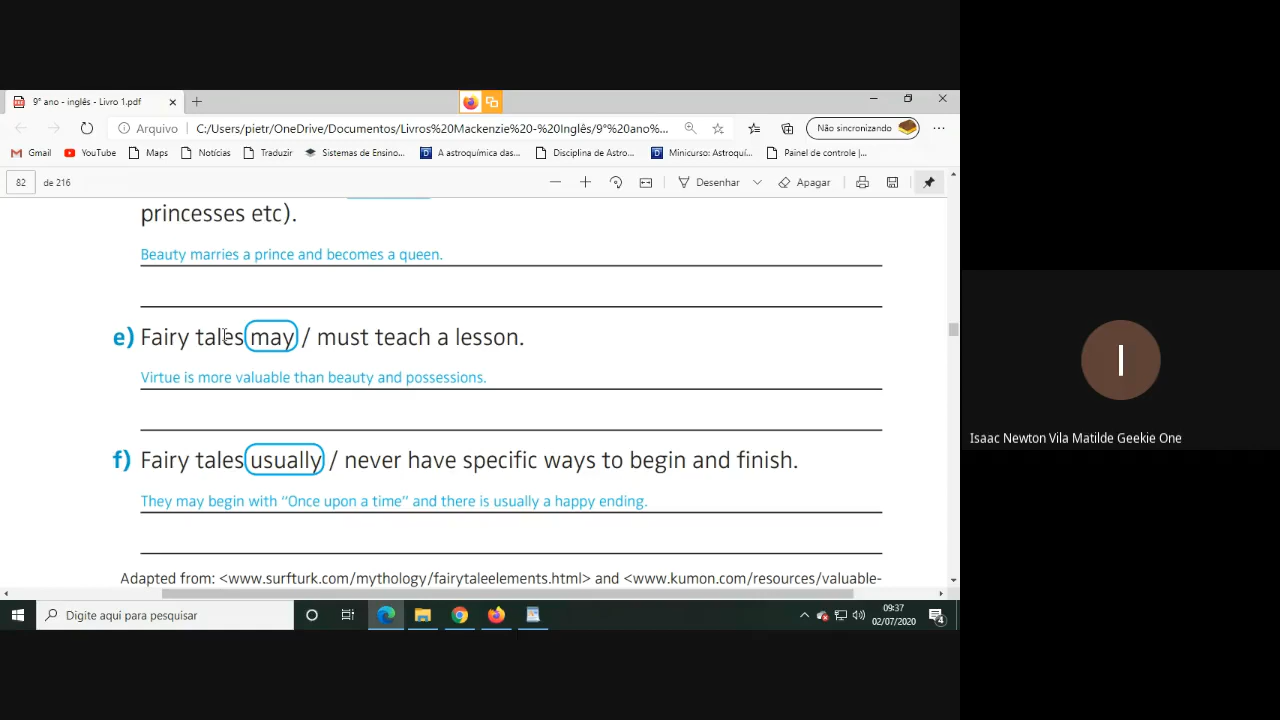 9º ano - inglês - Livro 1.pdf
Arquivo C:/Users/pietr/OneDrive/Documentos/Livros%20Mackenzie%20-%20Inglês/9º%20ano%... Não sincronizando
Gmail YouTube Maps Notícias Traduzir Sistemas de Ensino... A astroquímica das... Disciplina de Astro... Minicurso: Astroquí... Painel de controle |...
82 de 216 Desenhar Apagar
princesses etc).
Beauty marries a prince and becomes a queen.
e) Fairy tales may / must teach a lesson.
Virtue is more valuable than beauty and possessions.
f) Fairy tales usually / never have specific ways to begin and finish.
They may begin with “Once upon a time” and there is usually a happy ending.
Adapted from: <www.surfturk.com/mythology/fairytaleelements.html> and <www.kumon.com/resources/valuable-
Digite aqui para pesquisar
09:37
02/07/2020
4
I
Isaac Newton Vila Matilde Geekie One